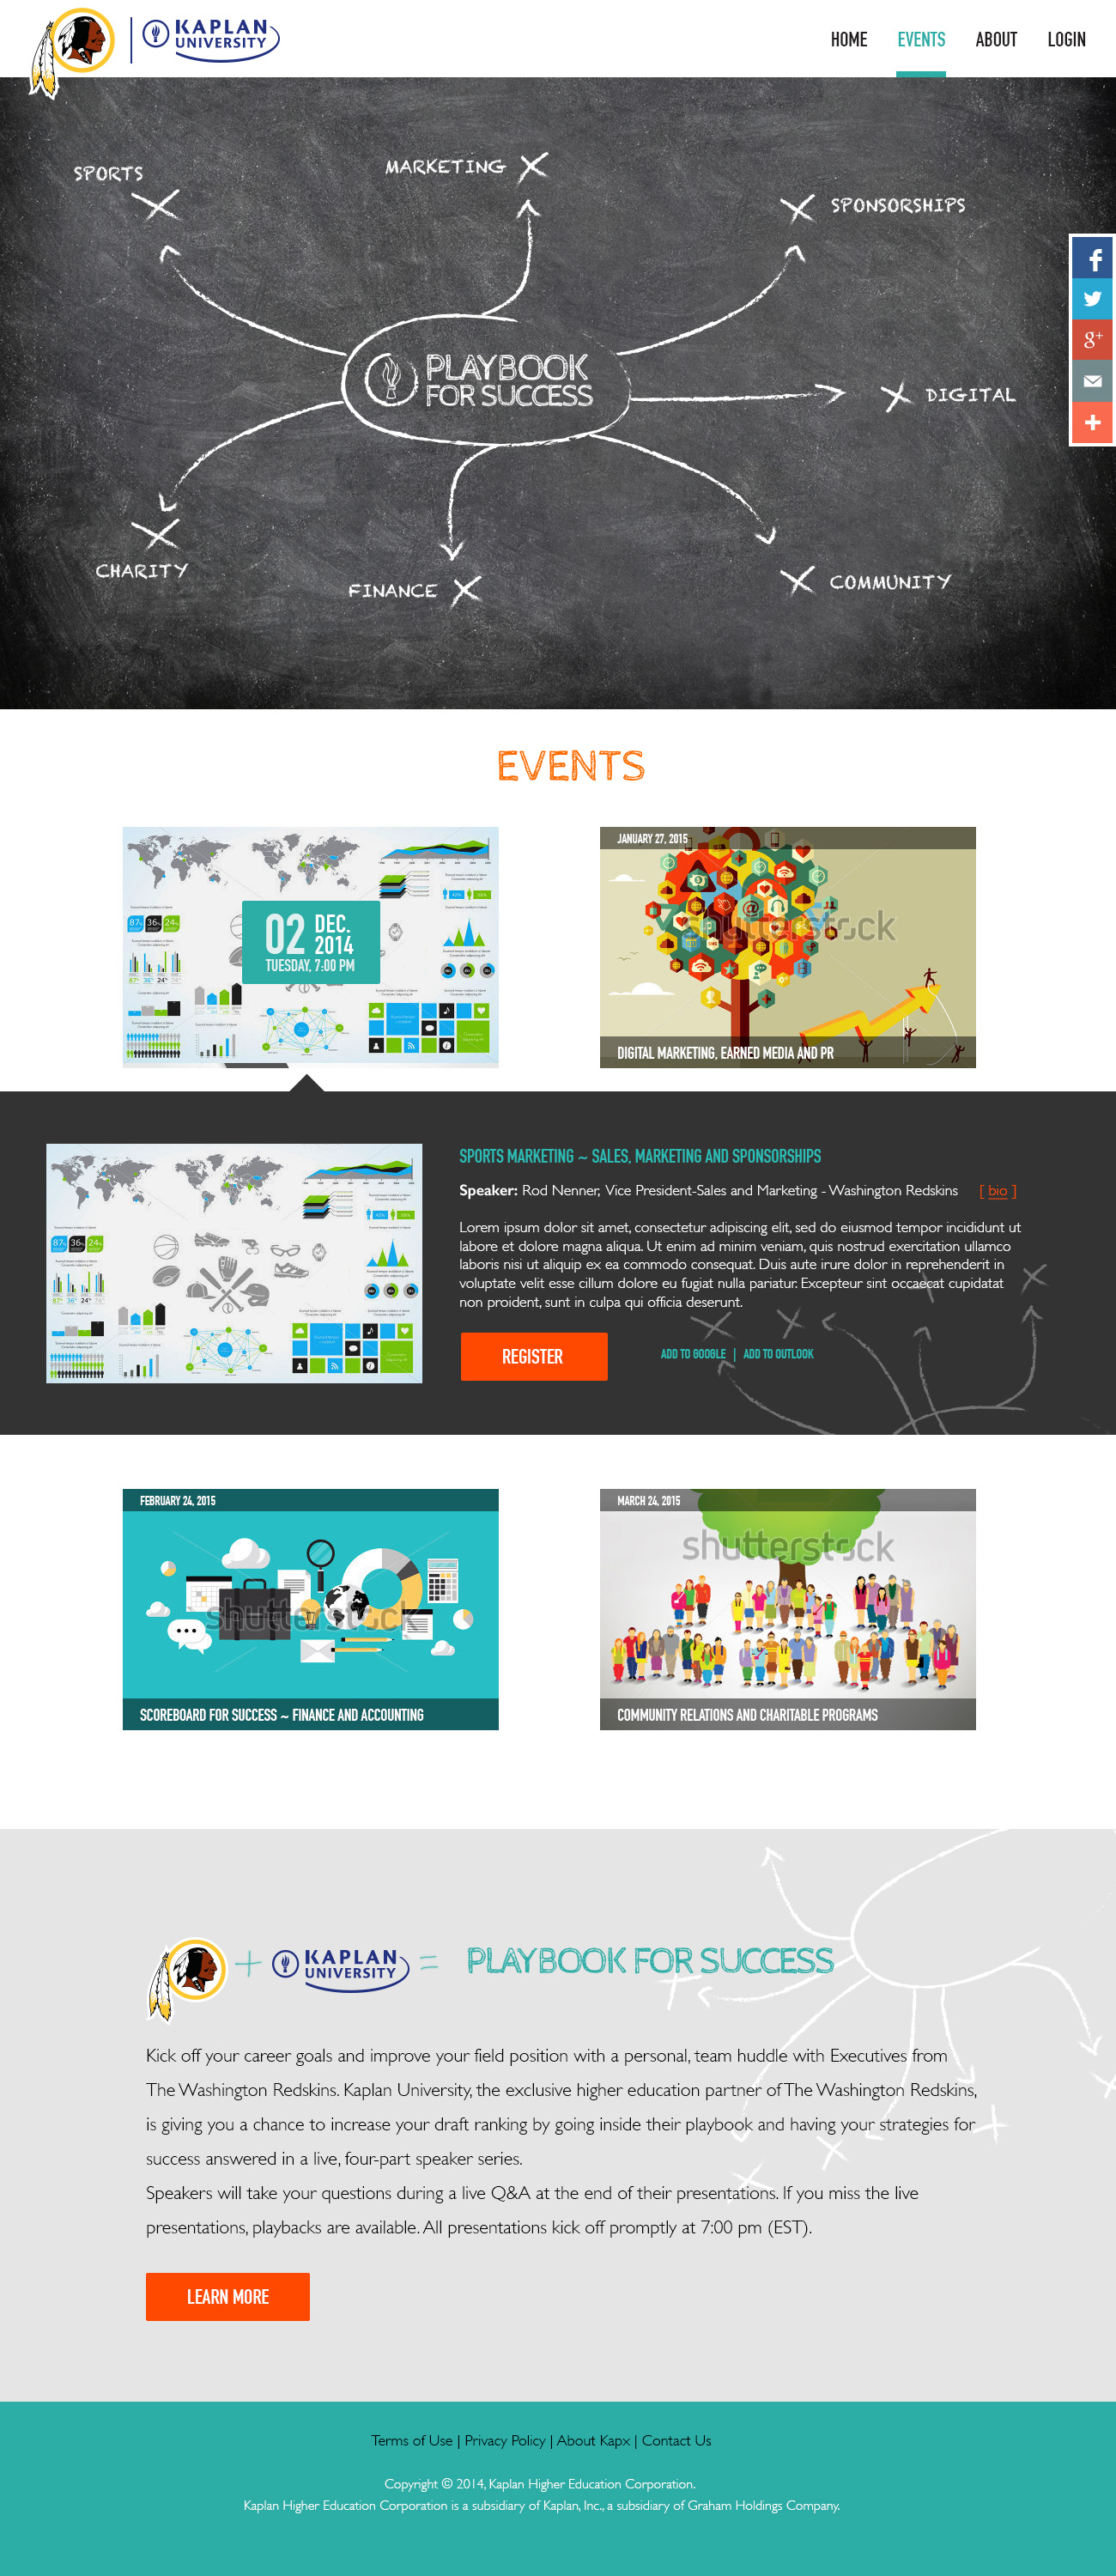 KAPLAN
UNIVERSITY
HOME EVENTS ABOUT LOGIN
SPORTS
MARKETING
SPONSORSHIPS
PLAYBOOK
FOR SUCCESS
DIGITAL
CHARITY
FINANCE
COMMUNITY
EVENTS
87% 36% 24%
02 DEC.
2014
TUESDAY, 7:00 PM
JANUARY 27, 2015
shutterstock
DIGITAL MARKETING, EARNED MEDIA AND PR
87% 36% 24%
SPORTS MARKETING ~ SALES, MARKETING AND SPONSORSHIPS
Speaker: Rod Nenner, Vice President-Sales and Marketing - Washington Redskins [ bio ]
Lorem ipsum dolor sit amet, consectetur adipiscing elit, sed do eiusmod tempor incididunt ut
labore et dolore magna aliqua. Ut enim ad minim veniam, quis nostrud exercitation ullamco
laboris nisi ut aliquip ex ea commodo consequat. Duis aute irure dolor in reprehenderit in
voluptate velit esse cillum dolore eu fugiat nulla pariatur. Excepteur sint occaecat cupidatat
non proident, sunt in culpa qui officia deserunt.
REGISTER
ADD TO GOOGLE | ADD TO OUTLOOK
FEBRUARY 24, 2015
shutterstock
SCOREBOARD FOR SUCCESS ~ FINANCE AND ACCOUNTING
MARCH 24, 2015
shutterstock
COMMUNITY RELATIONS AND CHARITABLE PROGRAMS
+ KAPLAN
UNIVERSITY = PLAYBOOK FOR SUCCESS
Kick off your career goals and improve your field position with a personal, team huddle with Executives from
The Washington Redskins. Kaplan University, the exclusive higher education partner of The Washington Redskins,
is giving you a chance to increase your draft ranking by going inside their playbook and having your strategies for
success answered in a live, four-part speaker series.
Speakers will take your questions during a live Q&A at the end of their presentations. If you miss the live
presentations, playbacks are available. All presentations kick off promptly at 7:00 pm (EST).
LEARN MORE
Terms of Use | Privacy Policy | About Kapx | Contact Us
Copyright © 2014, Kaplan Higher Education Corporation.
Kaplan Higher Education Corporation is a subsidiary of Kaplan, Inc., a subsidiary of Graham Holdings Company.